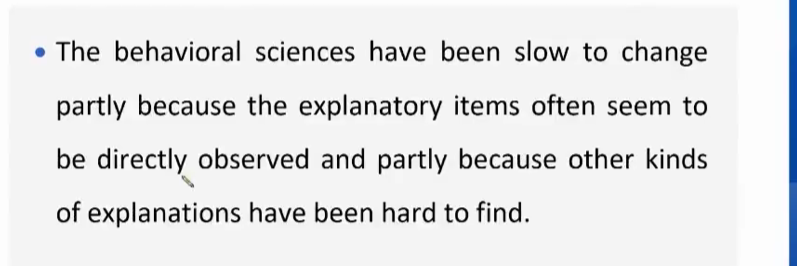 • The behavioral sciences have been slow to change
partly because the explanatory items often seem to
be directly observed and partly because other kinds
of explanations have been hard to find.